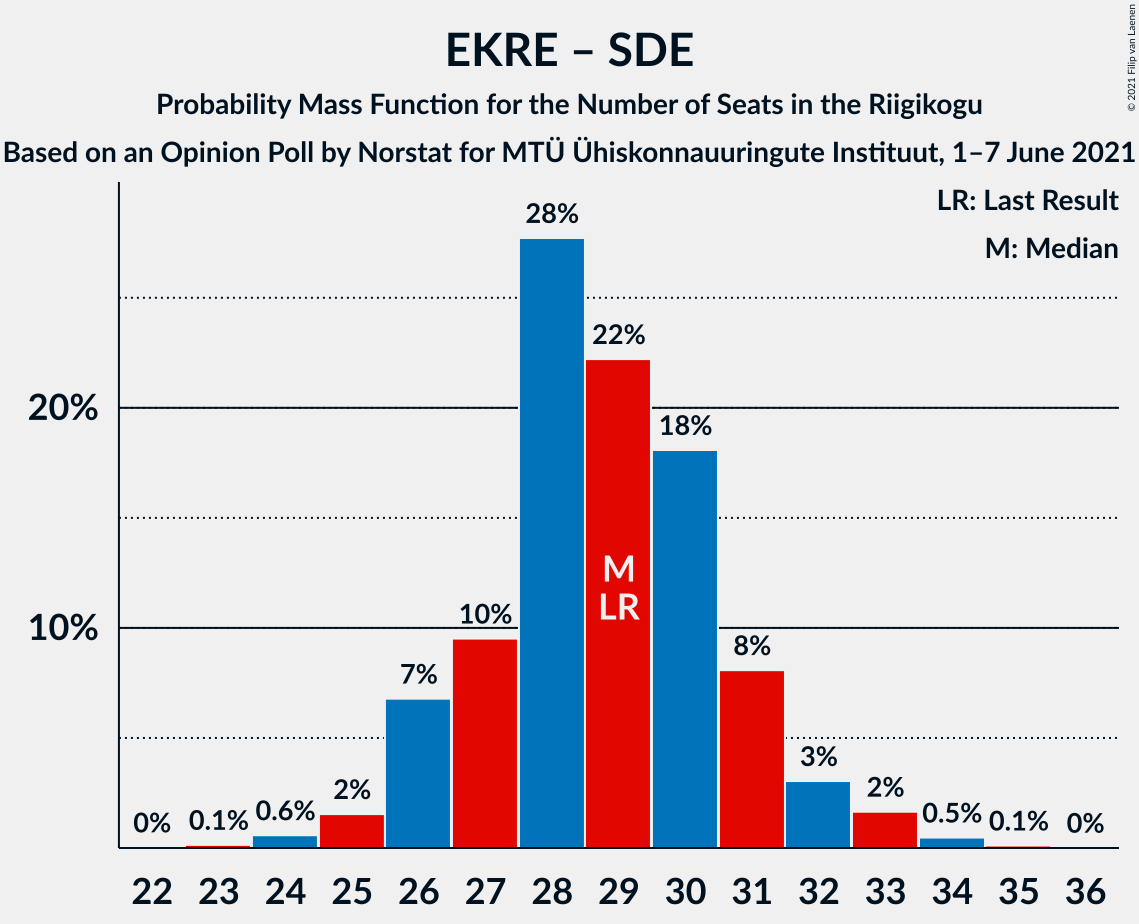 EKRE – SDE
Probability Mass Function for the Number of Seats in the Riigikogu
Based on an Opinion Poll by Norstat for MTÜ Ühiskonnauuringute Instituut, 1–7 June 2021
© 2021 Filip van Laenen
LR: Last Result
M: Median
28%
22%
20%
18%
M
LR
10%
10%
8%
7%
3%
2%
2%
0.6%
0.5%
0%
0.1%
0.1%
0%
22 23 24 25 26 27 28 29 30 31 32 33 34 35 36